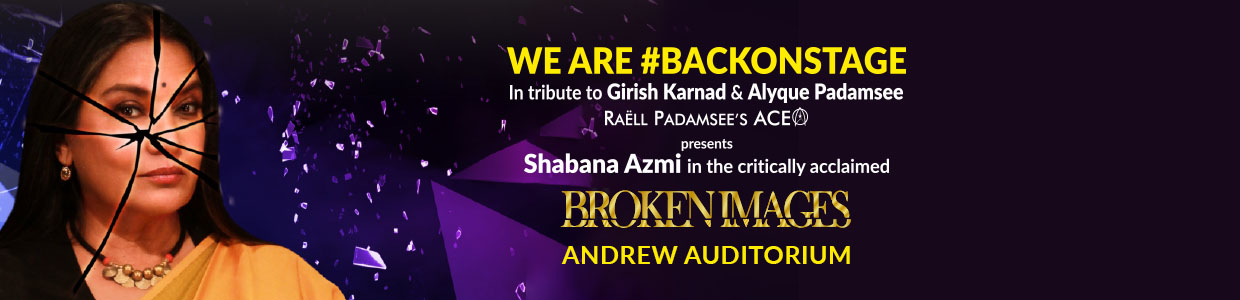 WE ARE #BACKONSTAGE
In tribute to Girish Karnad & Alyque Padamsee
RAËLL PADAMSEE'S ACE
presents
Shabana Azmi in the critically acclaimed
BROKEN IMAGES
ANDREW AUDITORIUM